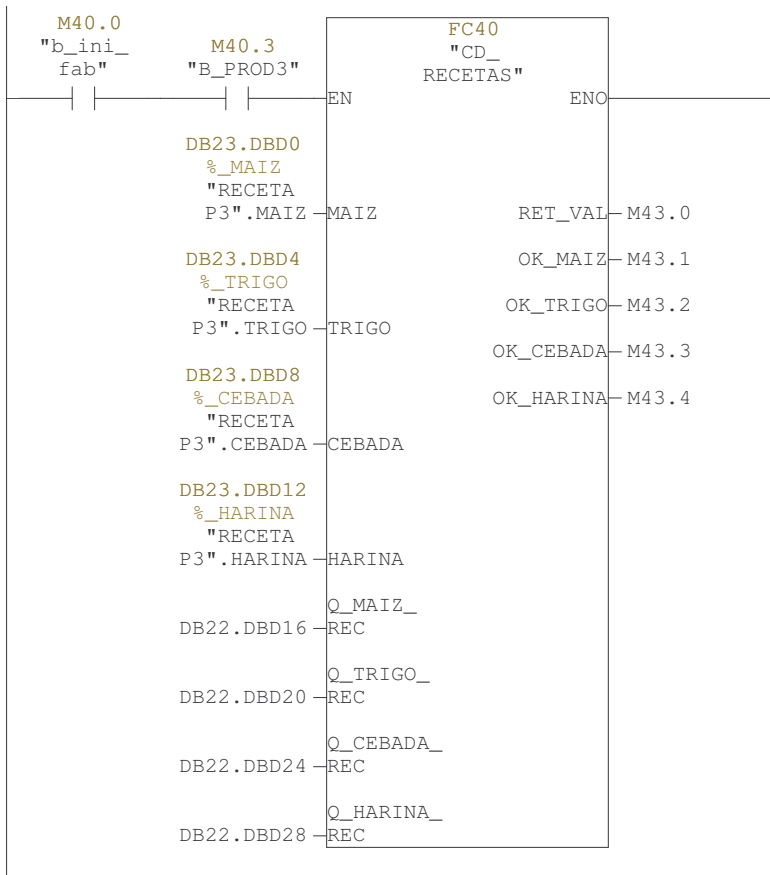 M40.0
"b_ini_
fab"
M40.3
"B_PROD3"
FC40
"CD_
RECETAS"
EN
ENO
DB23.DBD0
%_MAIZ
"RECETA
P3".MAIZ
MAIZ
RET_VAL
M43.0
DB23.DBD4
%_TRIGO
"RECETA
P3".TRIGO
TRIGO
OK_MAIZ
M43.1
OK_TRIGO
M43.2
OK_CEBADA
M43.3
DB23.DBD8
%_CEBADA
"RECETA
P3".CEBADA
CEBADA
OK_HARINA
M43.4
DB23.DBD12
%_HARINA
"RECETA
P3".HARINA
HARINA
Q_MAIZ_
DB22.DBD16
REC
Q_TRIGO_
DB22.DBD20
REC
Q_CEBADA_
DB22.DBD24
REC
Q_HARINA_
DB22.DBD28
REC